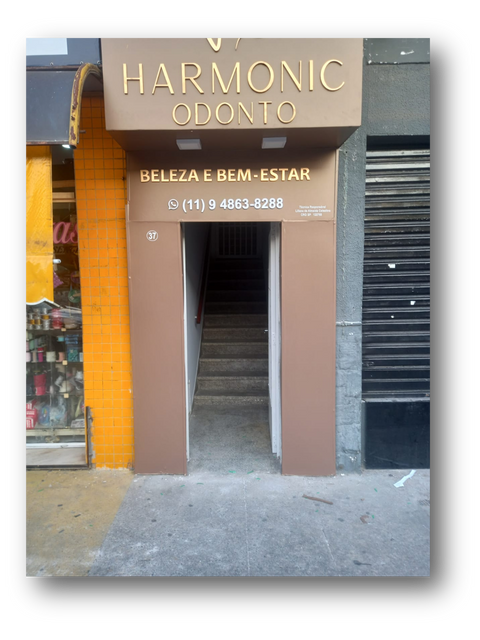 HARMONIC
ODONTO
BELEZA E BEM-ESTAR
(11) 9 4863-8288
37